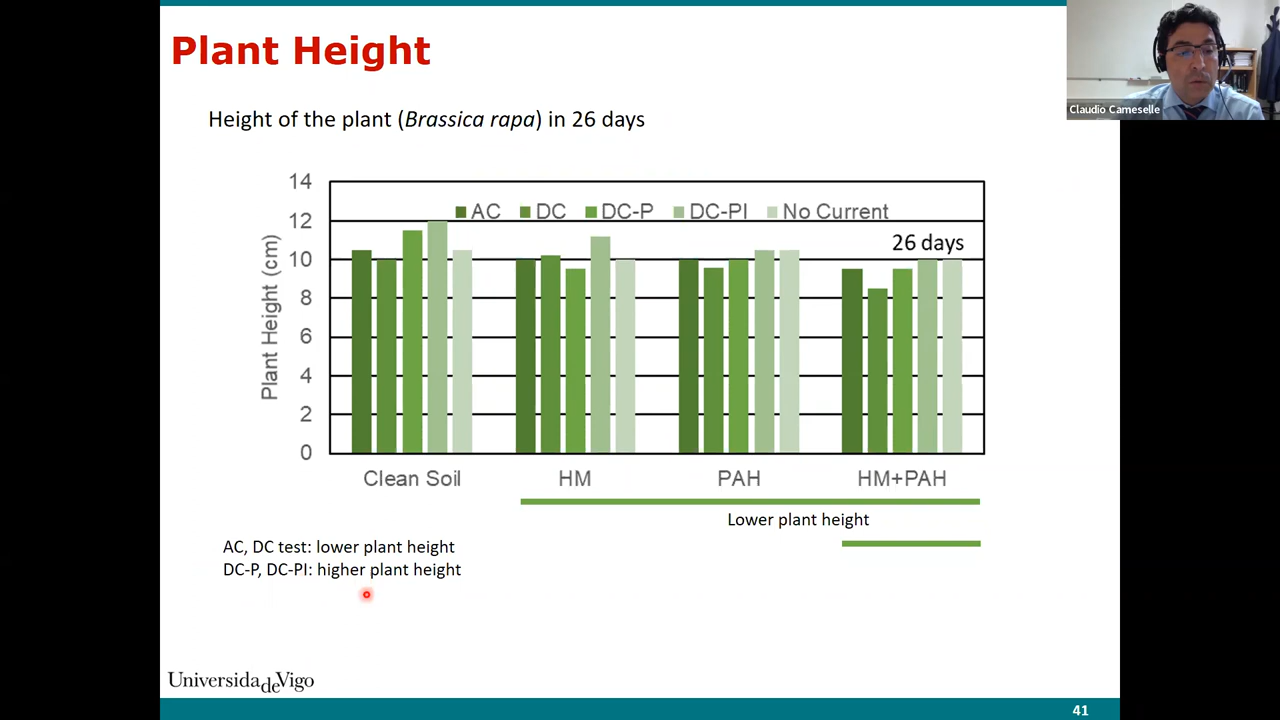 Plant Height
Claudio Cameselle
Height of the plant (Brassica rapa) in 26 days
14
12
10
8
6
4
2
0
Plant Height (cm)
AC DC DC-P DC-PI No Current
26 days
Clean Soil HM PAH HM+PAH
Lower plant height
AC, DC test: lower plant height
DC-P, DC-PI: higher plant height
UniversidadeVigo
41